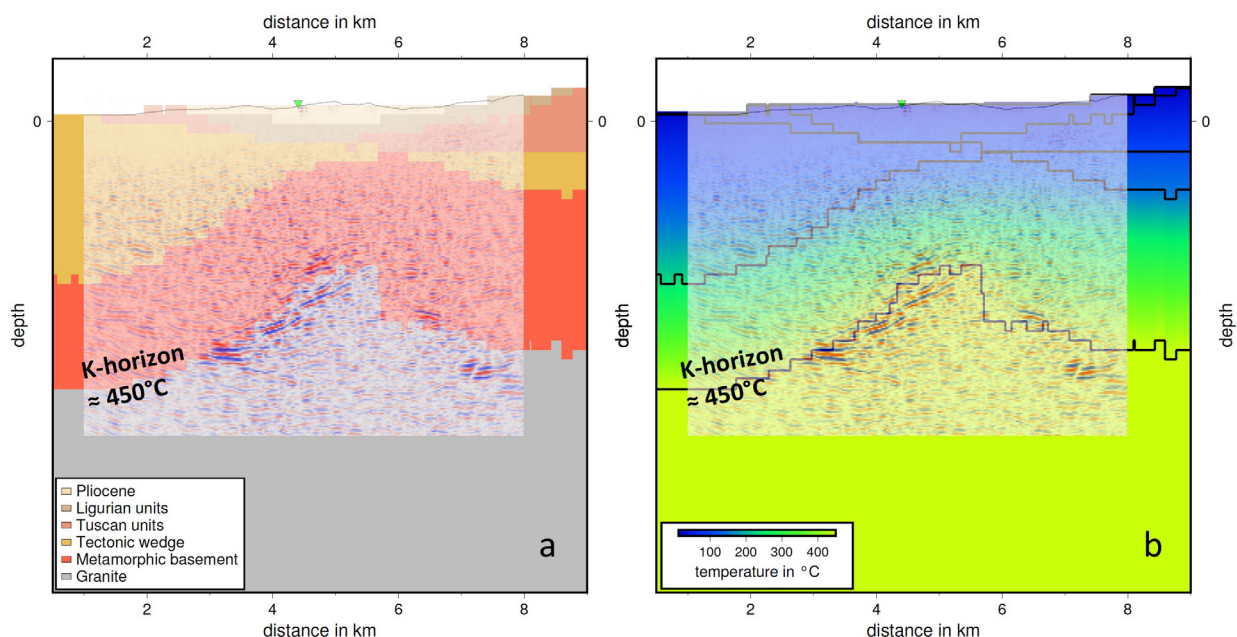 distance in km
2 4 6 8
0 0
depth depth
K-horizon
≈ 450°C
Pliocene
Ligurian units
Tuscan units
Tectonic wedge
Metamorphic basement
Granite
a
2 4 6 8
distance in km
distance in km
2 4 6 8
0 0
depth depth
K-horizon
≈ 450°C
100 200 300 400
temperature in °C
b
2 4 6 8
distance in km